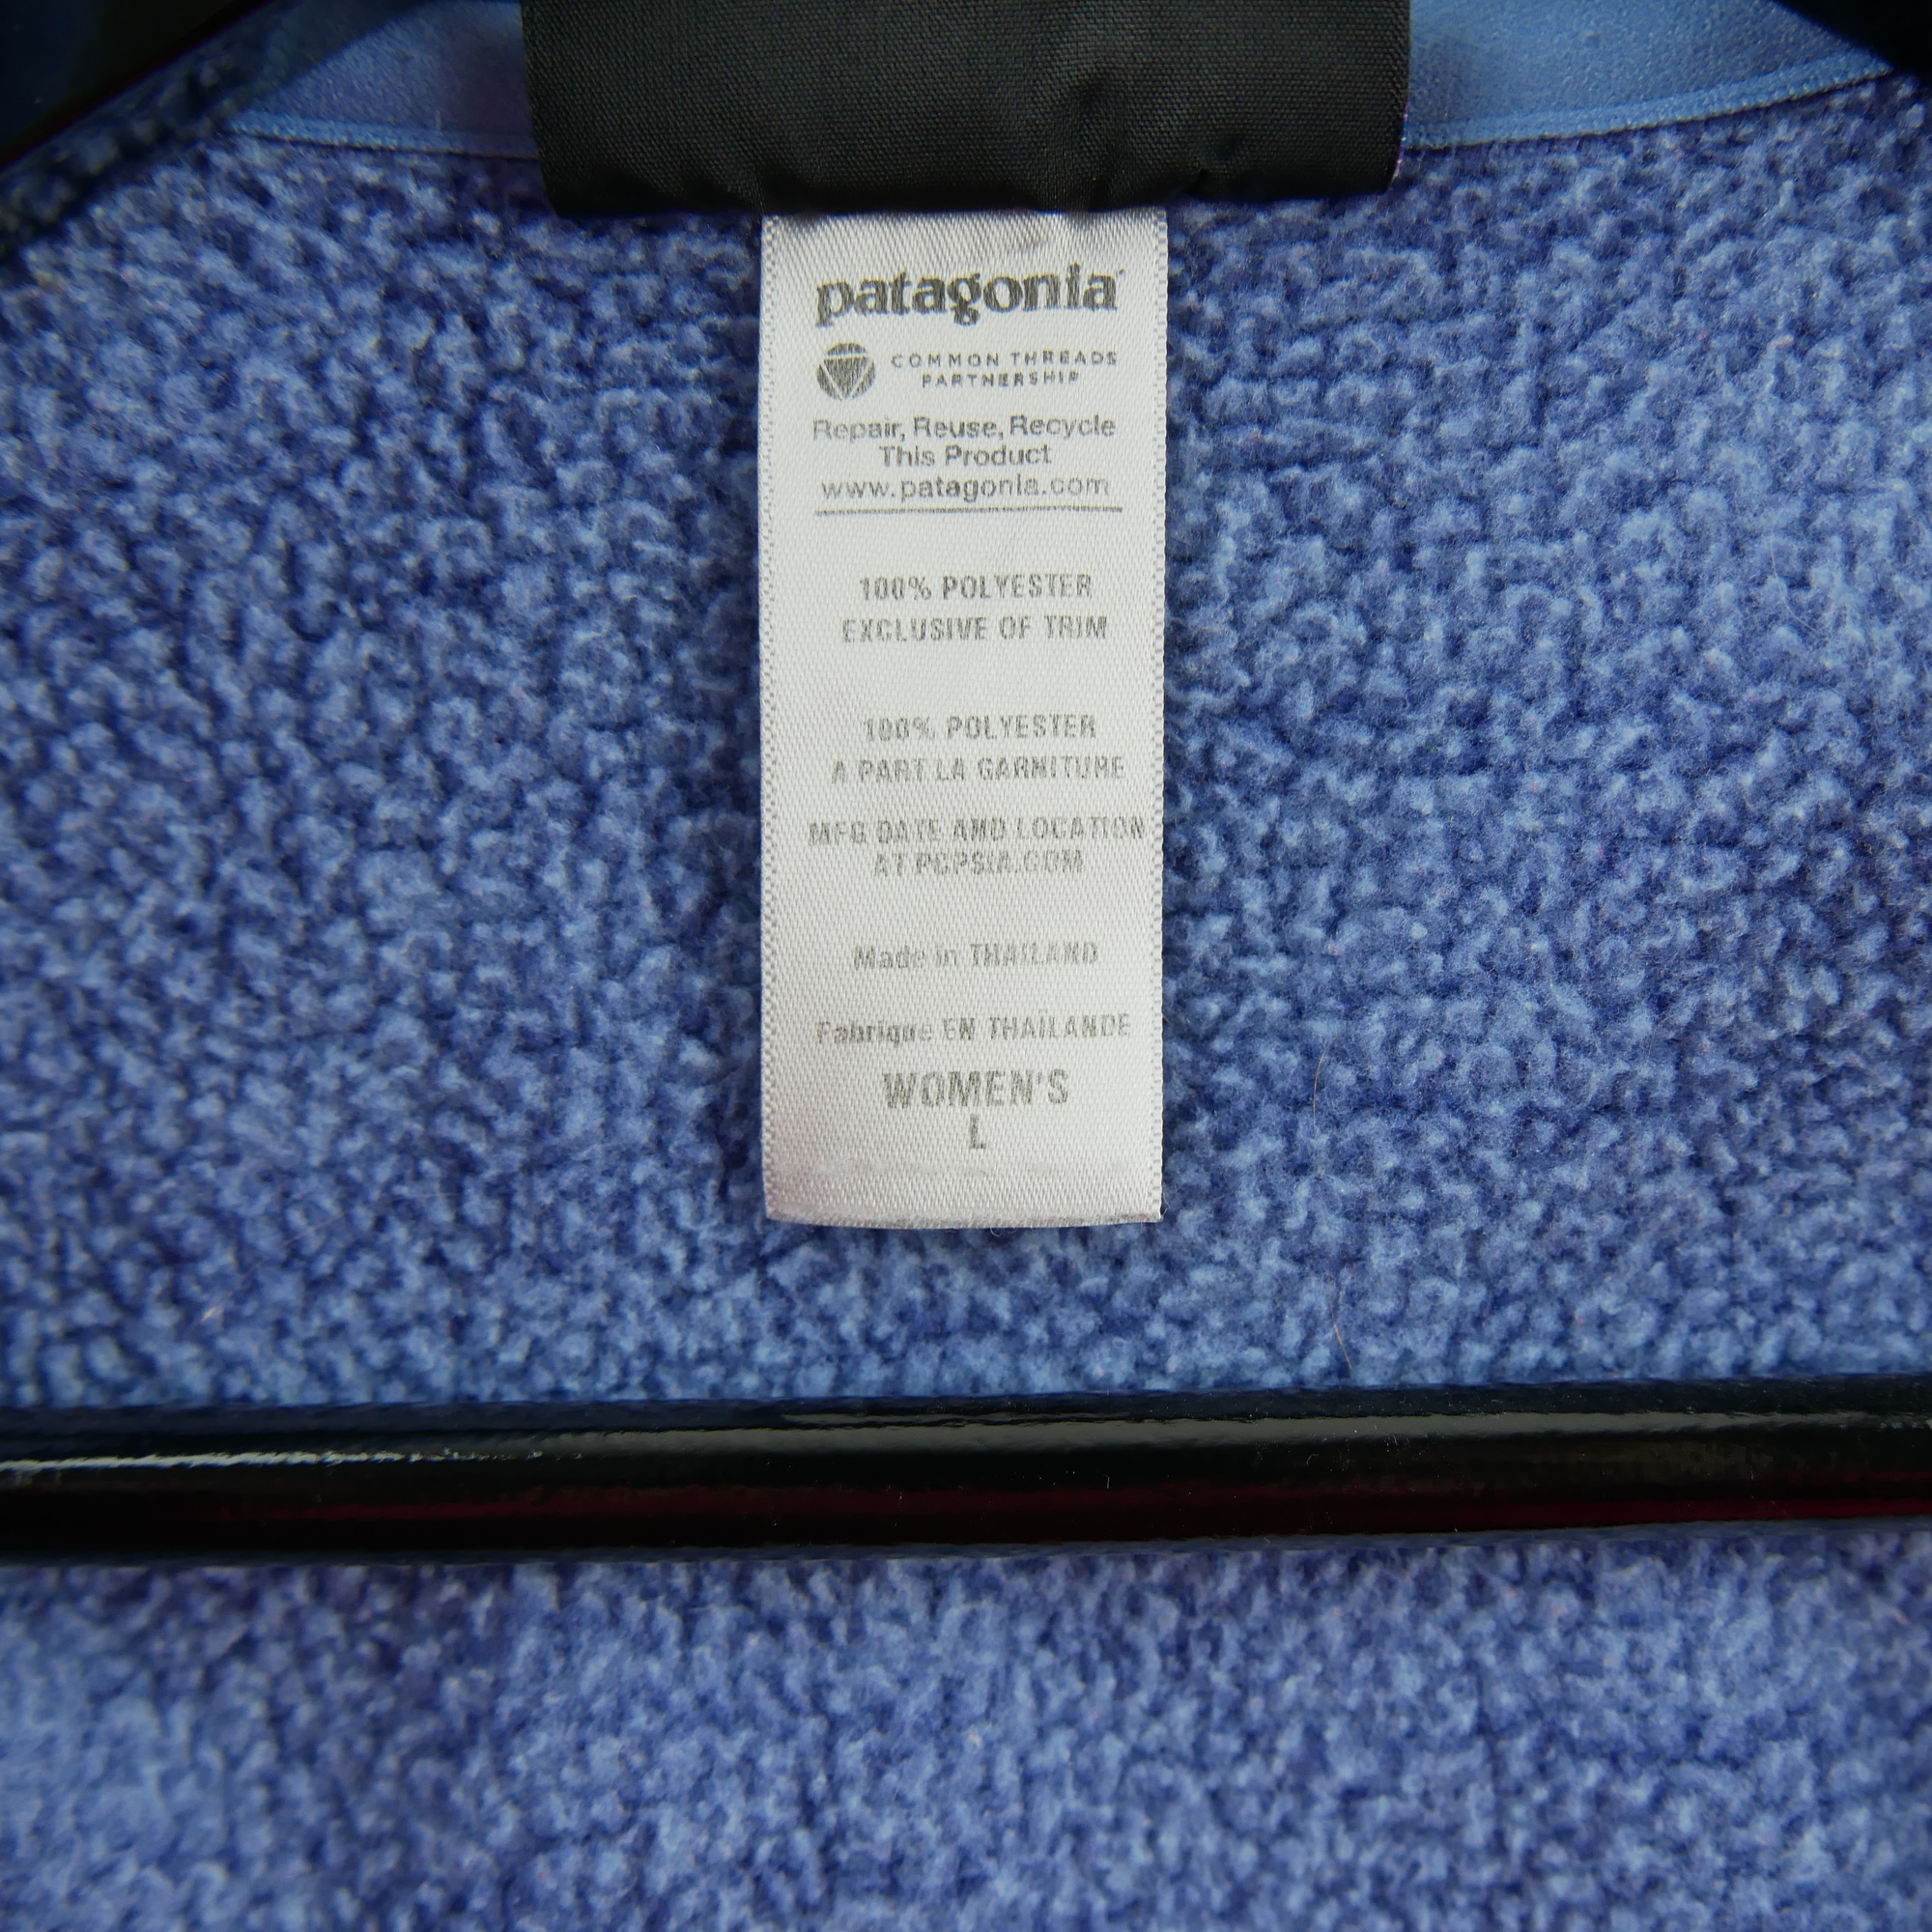 patagonia
COMMON THREADS
PARTNERSHIP
Repair, Reuse, Recycle
This Product
www.patagonia.com
100% POLYESTER
EXCLUSIVE OF TRIM
100% POLYESTER
A PART LA GARNITURE
MFG DATE AND LOCATION
AT PCPSIA.COM
Made in THAILAND
Fabrique EN THAÏLANDE
WOMEN'S
L